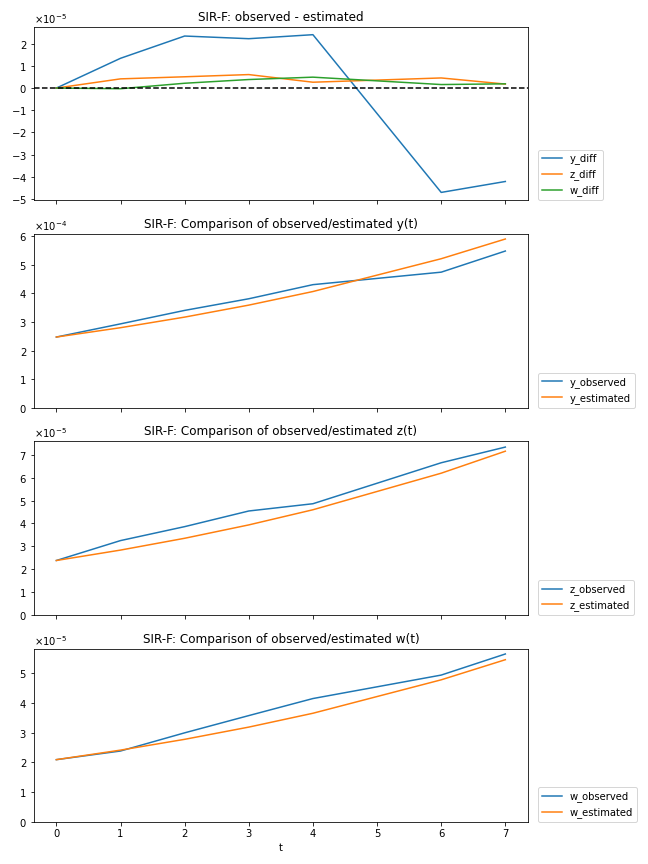 ×10⁻⁵
SIR-F: observed - estimated
2
1
0
−1
−2
−3
−4
−5
y_diff
z_diff
w_diff
×10⁻⁴
SIR-F: Comparison of observed/estimated y(t)
6
5
4
3
2
1
0
y_observed
y_estimated
×10⁻⁵
SIR-F: Comparison of observed/estimated z(t)
7
6
5
4
3
2
1
0
z_observed
z_estimated
×10⁻⁵
SIR-F: Comparison of observed/estimated w(t)
5
4
3
2
1
0
w_observed
w_estimated
0 1 2 3 4 5 6 7
t